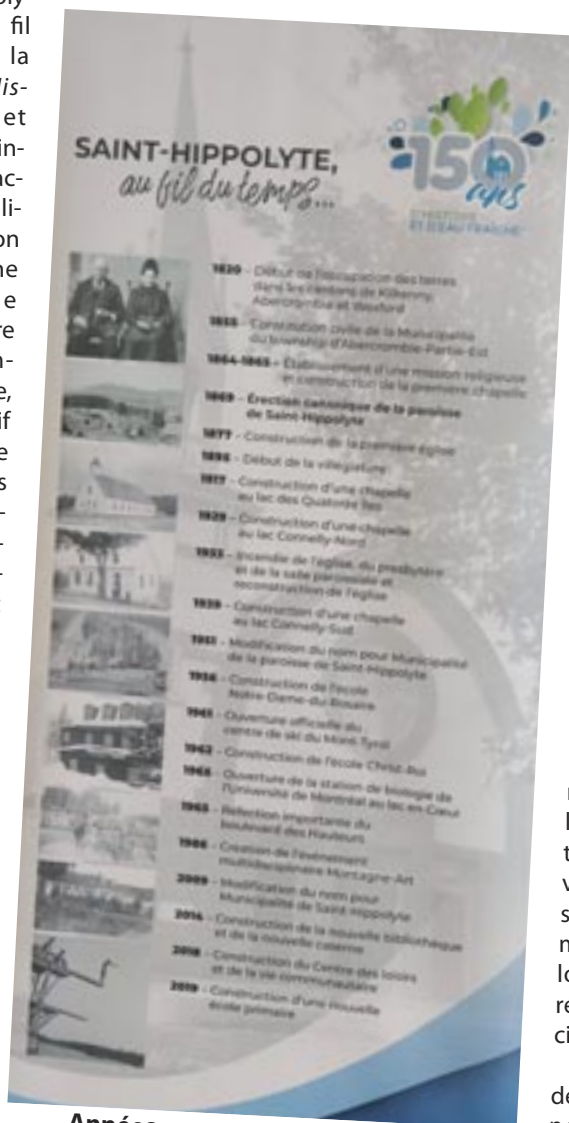 SAINT-HIPPOLYTE,
au fil du temps...
150
ans
D'HISTOIRE
ET D'EAU FRAÎCHE
1820 - Début de l'occupation des terres
dans les cantons de Kilkenny,
Abercrombie et Wexford
1855 - Constitution civile de la Municipalité
du township d'Abercrombie-Partie-Est
1864-1865 - Établissement d'une mission religieuse
et construction de la première chapelle
1869 - Érection canonique de la paroisse
de Saint-Hippolyte
1877 - Construction de la première église
- Début de la villégiature
1917 - Construction d'une chapelle
au lac des Quatorze Îles
1929 - Construction d'une chapelle
au lac Connelly-Nord
1933 - Incendie de l'église, du presbytère
et de la salle paroissiale et
reconstruction de l'église
1939 - Construction d'une chapelle
au lac Connelly-Sud
1951 - Modification du nom pour Municipalité
de la paroisse de Saint-Hippolyte
- Construction de l'école
Notre-Dame-du-Rosaire
1961 - Ouverture officielle du
centre de ski du Mont-Tyrol
- Construction de l'école Christ-Roi
- Ouverture de la station de biologie de
l'Université de Montréal au lac en-Coeur
1965 - Réfection importante du
boulevard des Hauteurs
1986 - Création de l'événement
multidisciplinaire Montagne-Art
2009 - Modification du nom pour
Municipalité de Saint-Hippolyte
2014 - Construction de la nouvelle bibliothèque
et de la nouvelle caserne
2018 - Construction du Centre des loisirs
et de la vie communautaire
2019 - Construction d'une nouvelle
école primaire
fil
la
et
Années